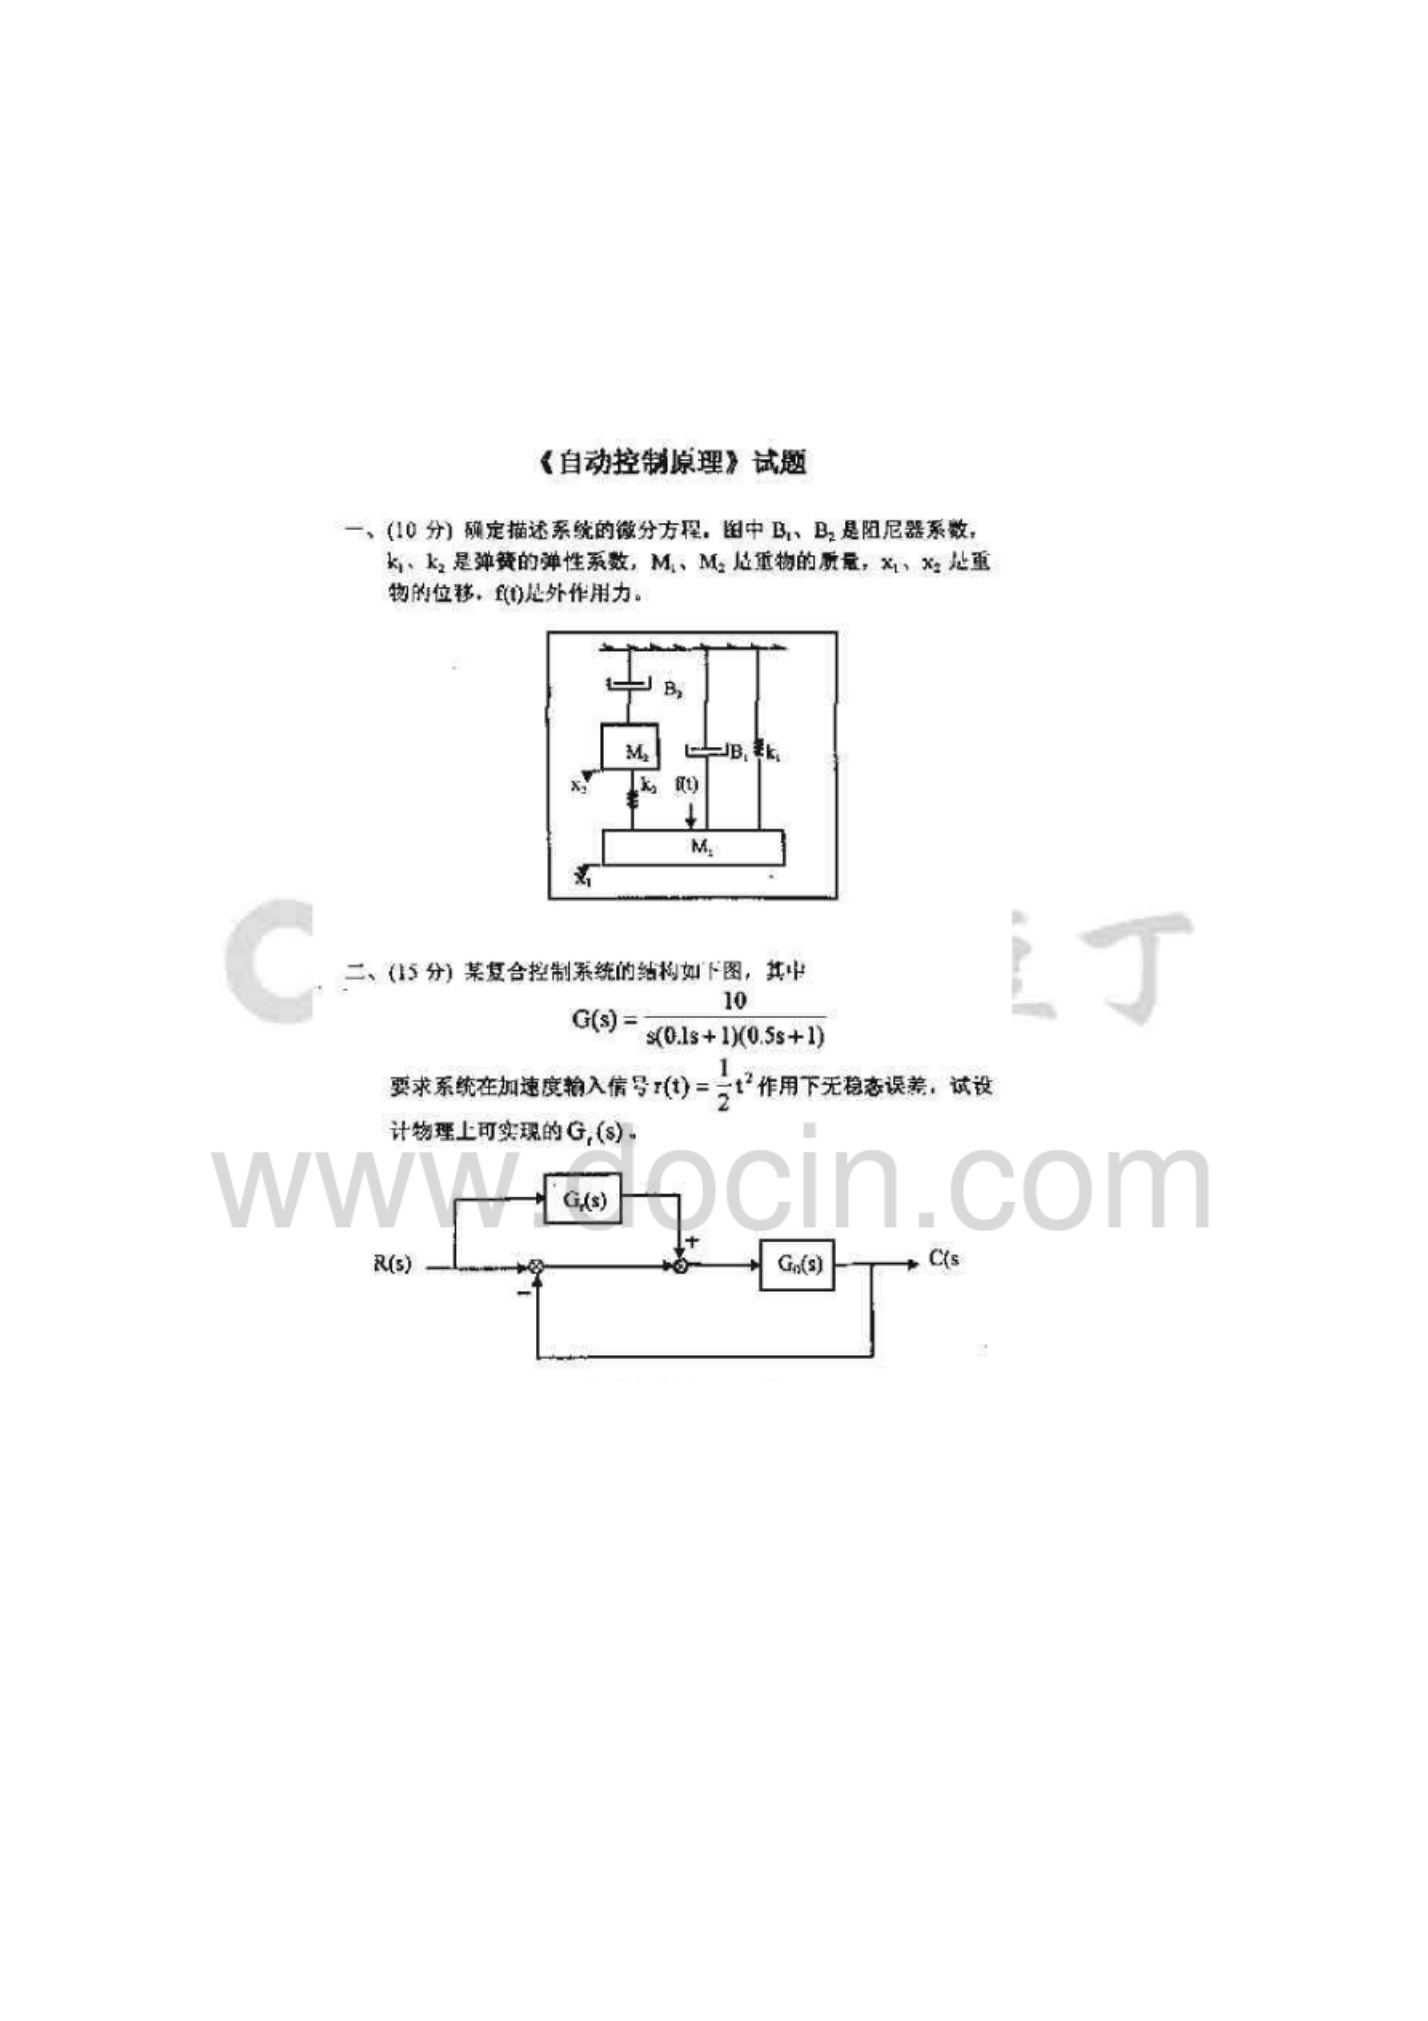 《自动控制原理》试题
一、(10 分) 确定描述系统的微分方程。图中 B₁、B₂ 是阻尼器系数，
k₁、k₂ 是弹簧的弹性系数，M₁、M₂ 是重物的质量，x₁、x₂ 是重
物的位移，f(t)是外作用力。
B₂
M₂
B₁
k₁
x₂
k₂
f(t)
M₁
x₁
二、(15 分) 某复合控制系统的结构如下图，其中
G(s) = 10 / s(0.1s+1)(0.5s+1)
要求系统在加速度输入信号 r(t) = 1/2 t² 作用下无稳态误差，试设
计物理上可实现的 Gᵣ(s)。
www.docin.com
Gᵣ(s)
+
R(s)
G₀(s)
C(s
−
丁